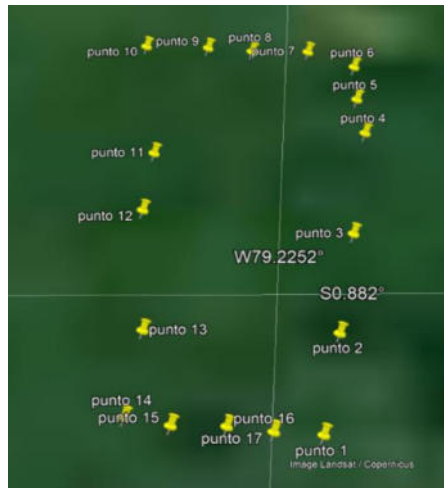 punto 8
punto 9
punto 10
punto 7
punto 6
punto 5
punto 4
punto 11
punto 12
punto 3
W79.2252°
S0.882°
punto 13
punto 2
punto 14
punto 15
punto 16
punto 17
punto 1
Image Landsat / Copernicus